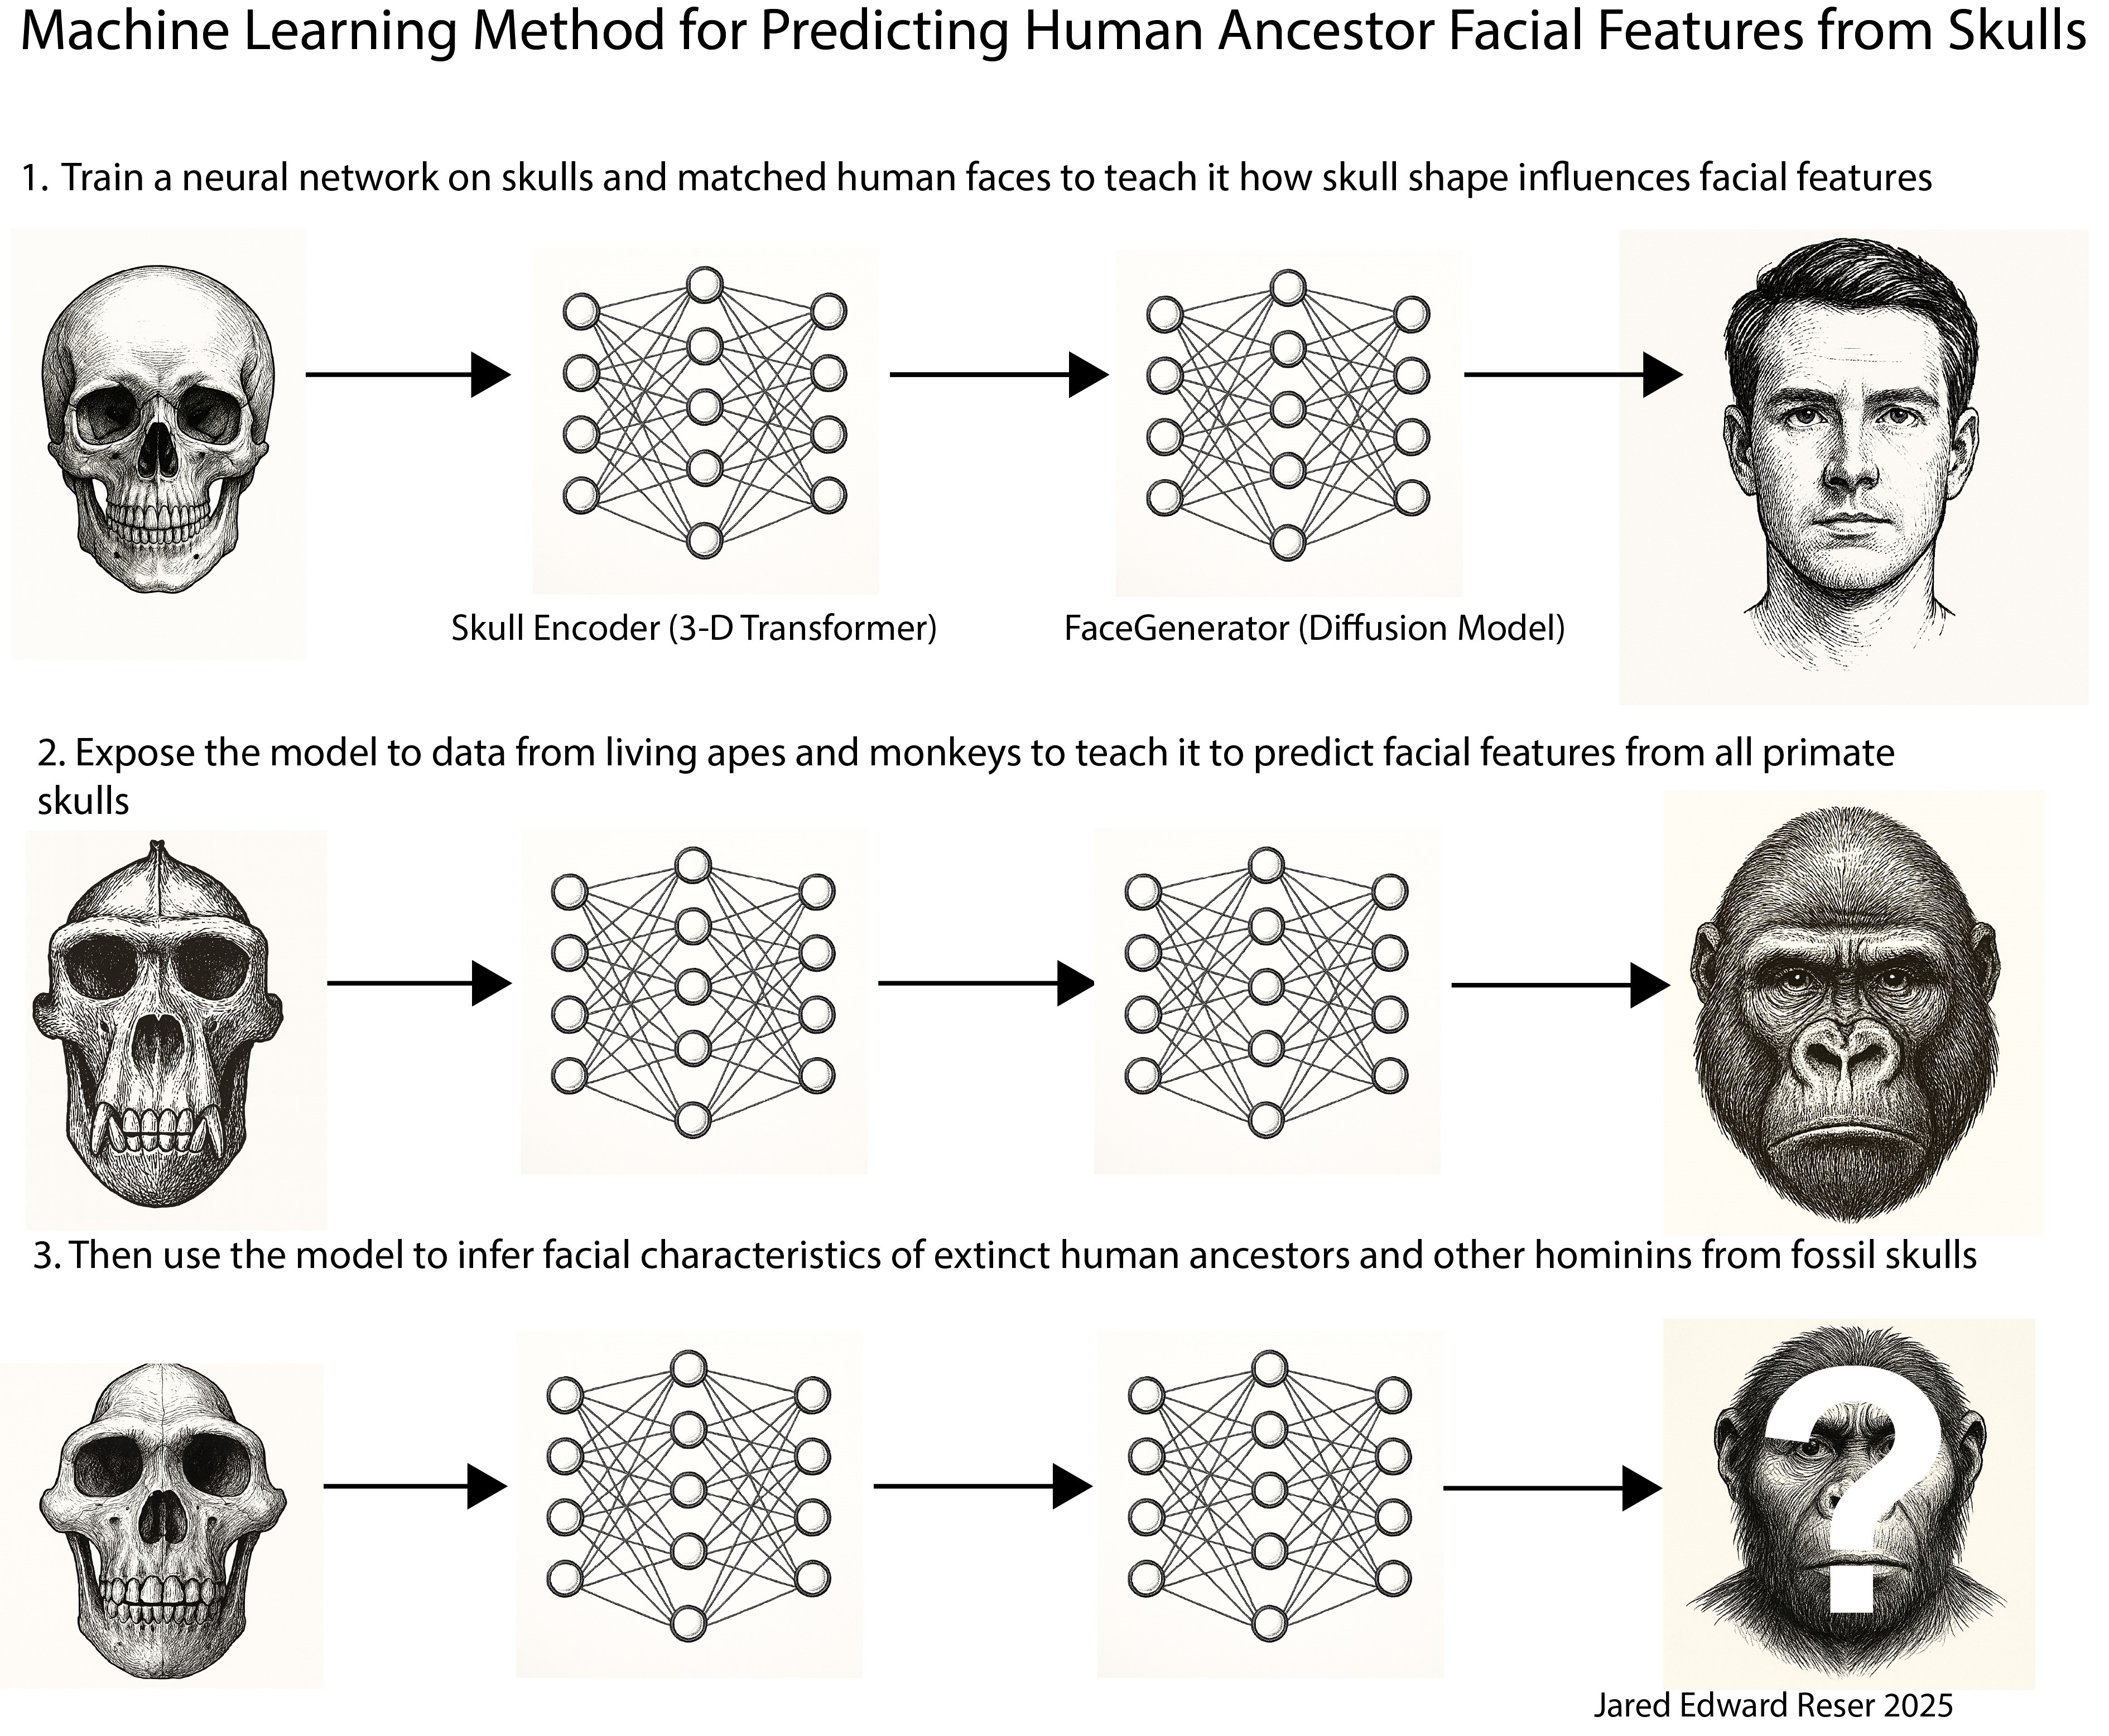 Machine Learning Method for Predicting Human Ancestor Facial Features from Skulls
1. Train a neural network on skulls and matched human faces to teach it how skull shape influences facial features
Skull Encoder (3-D Transformer)
FaceGenerator (Diffusion Model)
2. Expose the model to data from living apes and monkeys to teach it to predict facial features from all primate
skulls
3. Then use the model to infer facial characteristics of extinct human ancestors and other hominins from fossil skulls
?
Jared Edward Reser 2025